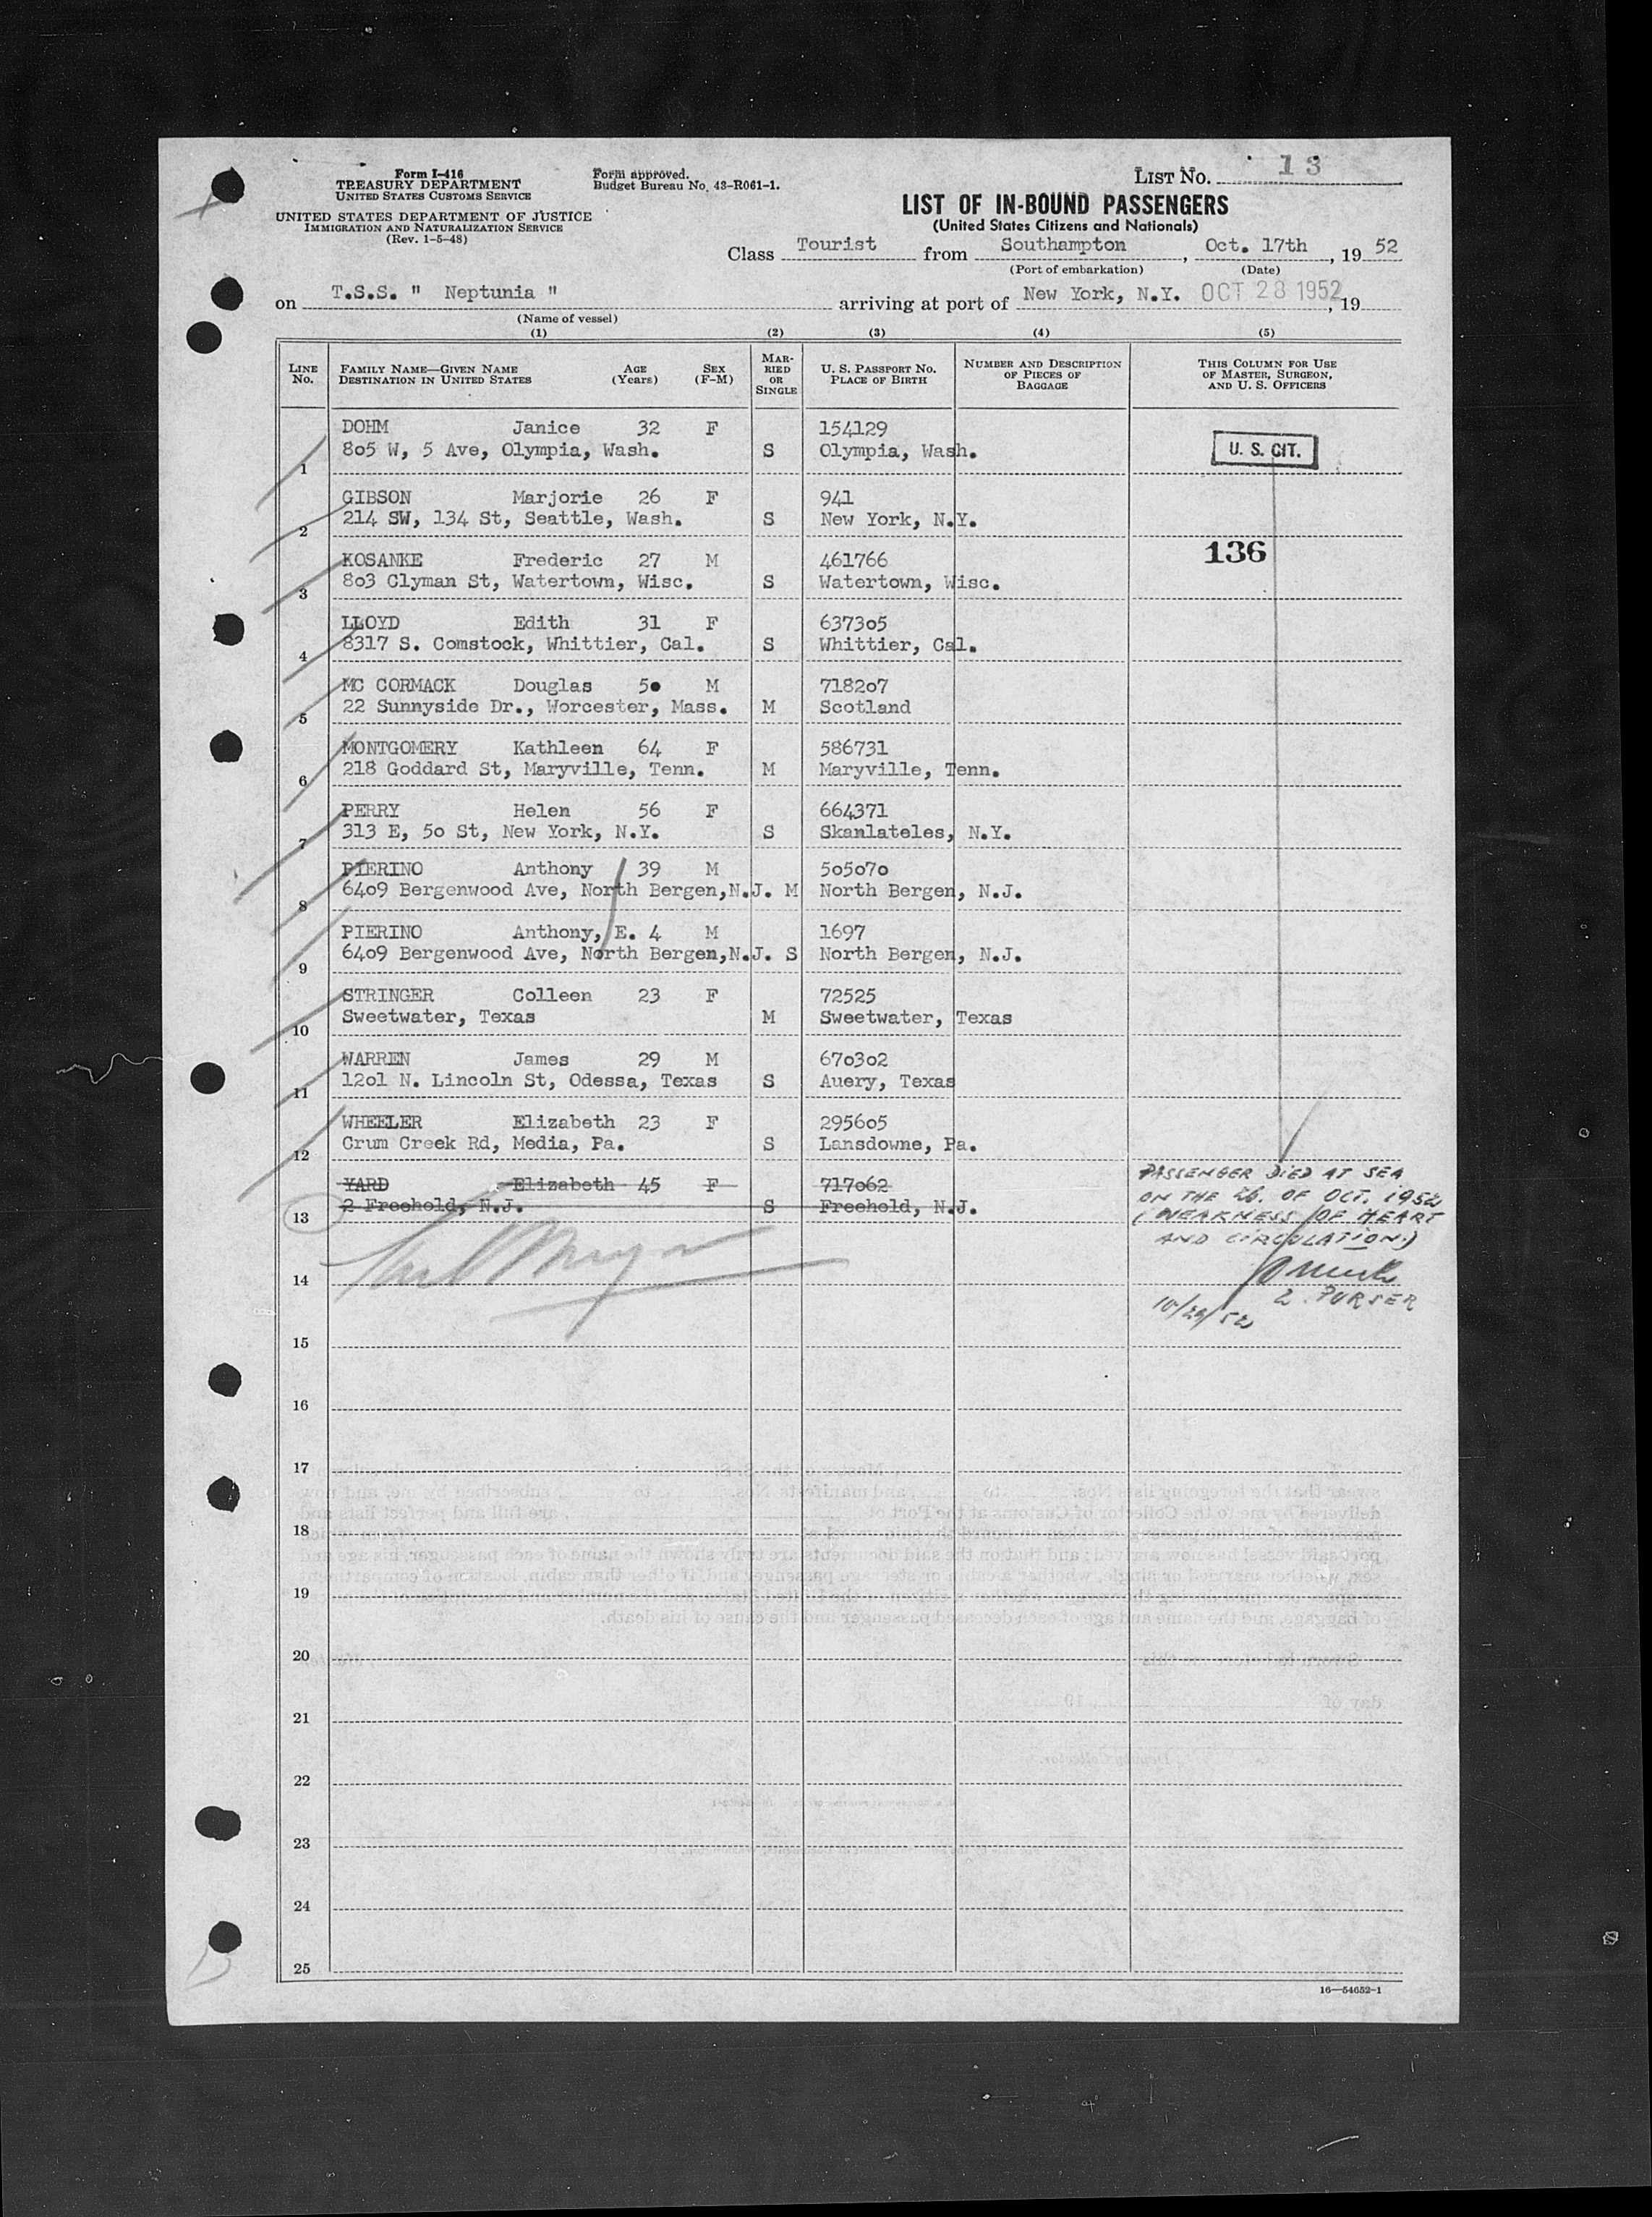 Form I-416
TREASURY DEPARTMENT
UNITED STATES CUSTOMS SERVICE
UNITED STATES DEPARTMENT OF JUSTICE
IMMIGRATION AND NATURALIZATION SERVICE
(Rev. 1-5-48)
Form approved.
Budget Bureau No. 43-R061-1.
LIST NO. 13
LIST OF IN-BOUND PASSENGERS
(United States Citizens and Nationals)
Class Tourist from Southampton, Oct. 17th, 1952
(Port of embarkation) (Date)
on T.S.S. " Neptunia " arriving at port of New York, N.Y. OCT 28 1952, 19
(Name of vessel)
(1) (2) (3) (4) (5)
LINE No. FAMILY NAME—GIVEN NAME DESTINATION IN UNITED STATES AGE (Years) SEX (F-M) MARRIED OR SINGLE U. S. PASSPORT NO. PLACE OF BIRTH NUMBER AND DESCRIPTION OF PIECES OF BAGGAGE THIS COLUMN FOR USE OF MASTER, SURGEON, AND U. S. OFFICERS
DOHM Janice 32 F 154129
1 805 W, 5 Ave, Olympia, Wash. S Olympia, Wash. U. S. CIT.
GIBSON Marjorie 26 F 941
2 214 SW, 134 St, Seattle, Wash. S New York, N.Y.
KOSANKE Frederic 27 M 461766 136
3 803 Clyman St, Watertown, Wisc. S Watertown, Wisc.
LLOYD Edith 31 F 637305
4 8317 S. Comstock, Whittier, Cal. S Whittier, Cal.
MC CORMACK Douglas 50 M 718207
5 22 Sunnyside Dr., Worcester, Mass. M Scotland
MONTGOMERY Kathleen 64 F 586731
6 218 Goddard St, Maryville, Tenn. M Maryville, Tenn.
PERRY Helen 56 F 664371
7 313 E, 50 St, New York, N.Y. S Skanlateles, N.Y.
PIERINO Anthony 39 M 505070
8 6409 Bergenwood Ave, North Bergen,N.J. M North Bergen, N.J.
PIERINO Anthony, E. 4 M 1697
9 6409 Bergenwood Ave, North Bergen,N.J. S North Bergen, N.J.
STRINGER Colleen 23 F 72525
10 Sweetwater, Texas M Sweetwater, Texas
WARREN James 29 M 670302
11 1201 N. Lincoln St, Odessa, Texas S Auery, Texas
WHEELER Elizabeth 23 F 295605
12 Crum Creek Rd, Media, Pa. S Lansdowne, Pa.
YARD Elizabeth 45 F 717062
13 2 Freehold, N.J. S Freehold, N.J.
PASSENGER DIED AT SEA
ON THE 26. OF OCT. 1952
(WEAKNESS OF HEART
AND CIRCULATION)
2. PURSER
14
15
16
17
18
19
20
21
22
23
24
25
16—54652-1